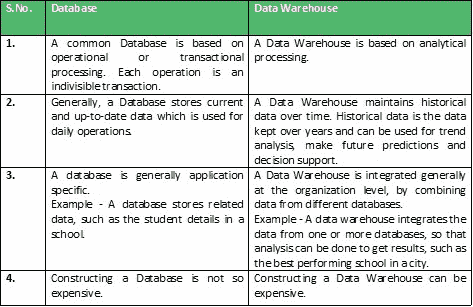 S.No. Database Data Warehouse
1. A common Database is based on A Data Warehouse is based on analytical
operational or transactional processing.
processing. Each operation is an
indivisible transaction.
2. Generally, a Database stores current A Data Warehouse maintains historical
and up-to-date data which is used for data over time. Historical data is the data
daily operations. kept over years and can be used for trend
analysis, make future predictions and
decision support.
3. A database is generally application A Data Warehouse is integrated generally
specific. at the organization level, by combining
Example - A database stores related data from different databases.
data, such as the student details in a Example - A data warehouse integrates the
school. data from one or more databases, so that
analysis can be done to get results, such as
the best performing school in a city.
4. Constructing a Database is not so Constructing a Data Warehouse can be
expensive. expensive.